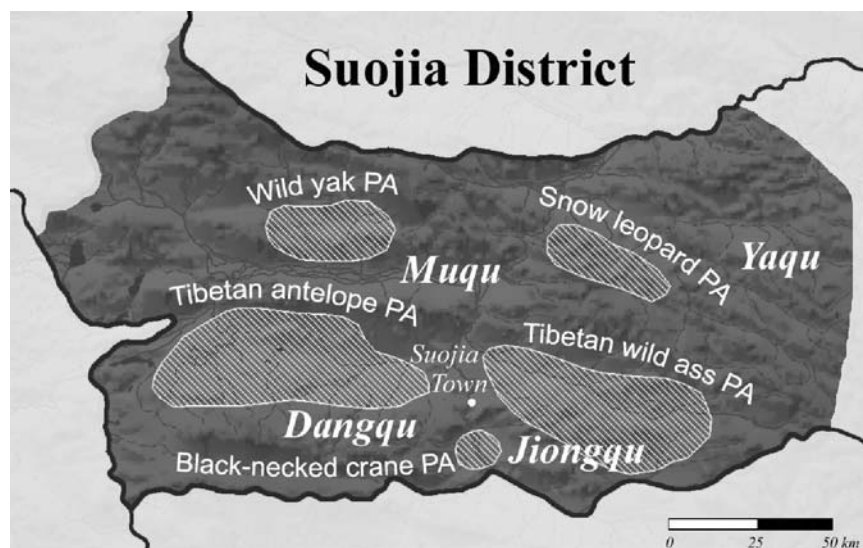 Suojia District
Wild yak PA
Snow leopard PA
Yaqu
Muqu
Tibetan antelope PA
Tibetan wild ass PA
Suojia
Town
Dangqu
Jiongqu
Black-necked crane PA
0 25 50 km